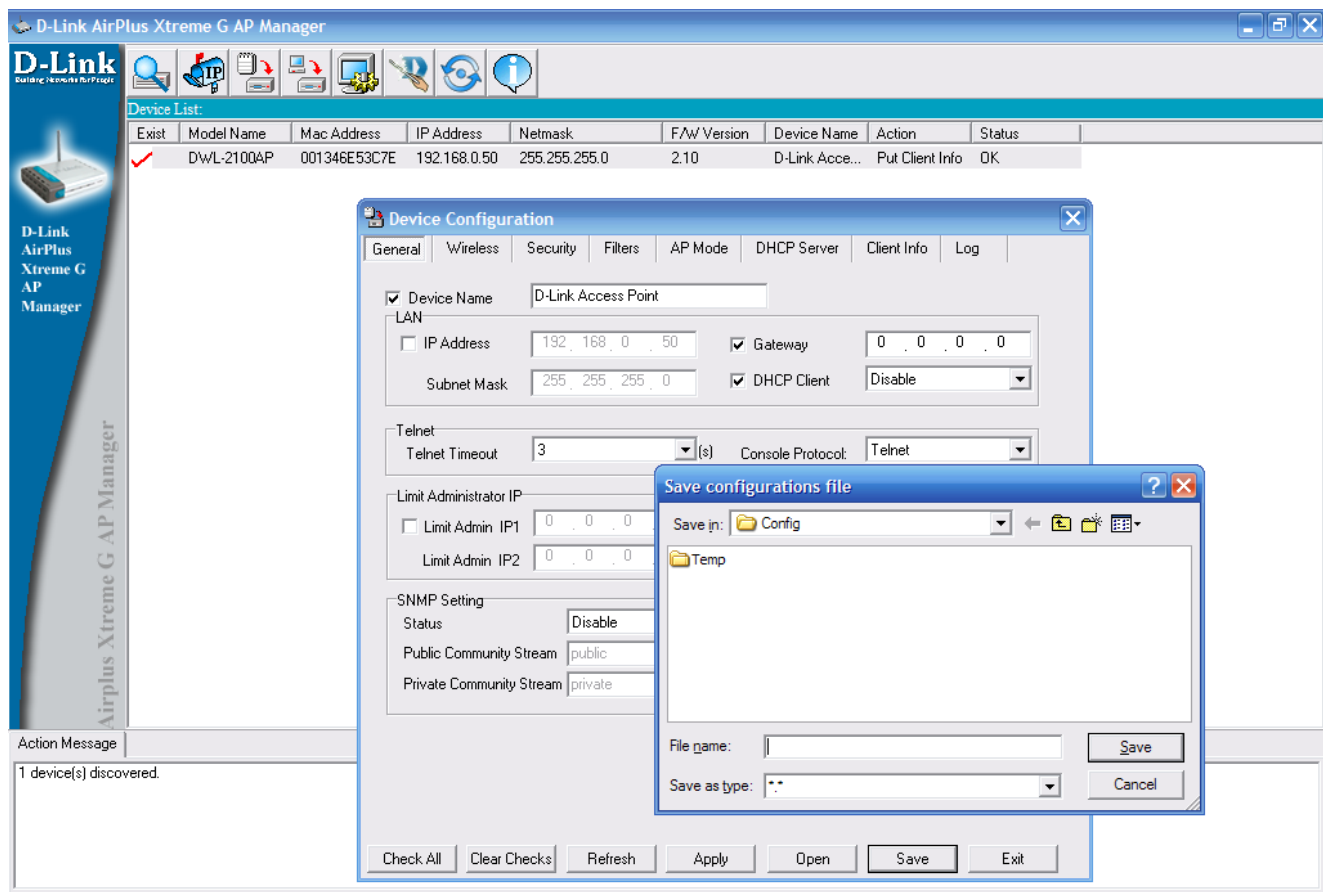 D-Link AirPlus Xtreme G AP Manager
D-Link
Building Networks for People
IP
Device List:
Exist Model Name Mac Address IP Address Netmask F/W Version Device Name Action Status
DWL-2100AP 001346E53C7E 192.168.0.50 255.255.255.0 2.10 D-Link Acce... Put Client Info OK
D-Link
AirPlus
Xtreme G
AP
Manager
Airplus Xtreme G AP Manager
Device Configuration
General Wireless Security Filters AP Mode DHCP Server Client Info Log
Device Name D-Link Access Point
LAN
IP Address 192 . 168 . 0 . 50 Gateway 0 . 0 . 0 . 0
Subnet Mask 255 . 255 . 255 . 0 DHCP Client Disable
Telnet
Telnet Timeout 3 (s) Console Protocol: Telnet
Limit Administrator IP
Limit Admin IP1 0 . 0 . 0 .
Limit Admin IP2 0 . 0 . 0 .
SNMP Setting
Status Disable
Public Community Stream public
Private Community Stream private
Check All Clear Checks Refresh Apply Open Save Exit
Save configurations file
Save in: Config
Temp
File name: Save
Save as type: *.* Cancel
Action Message
1 device(s) discovered.